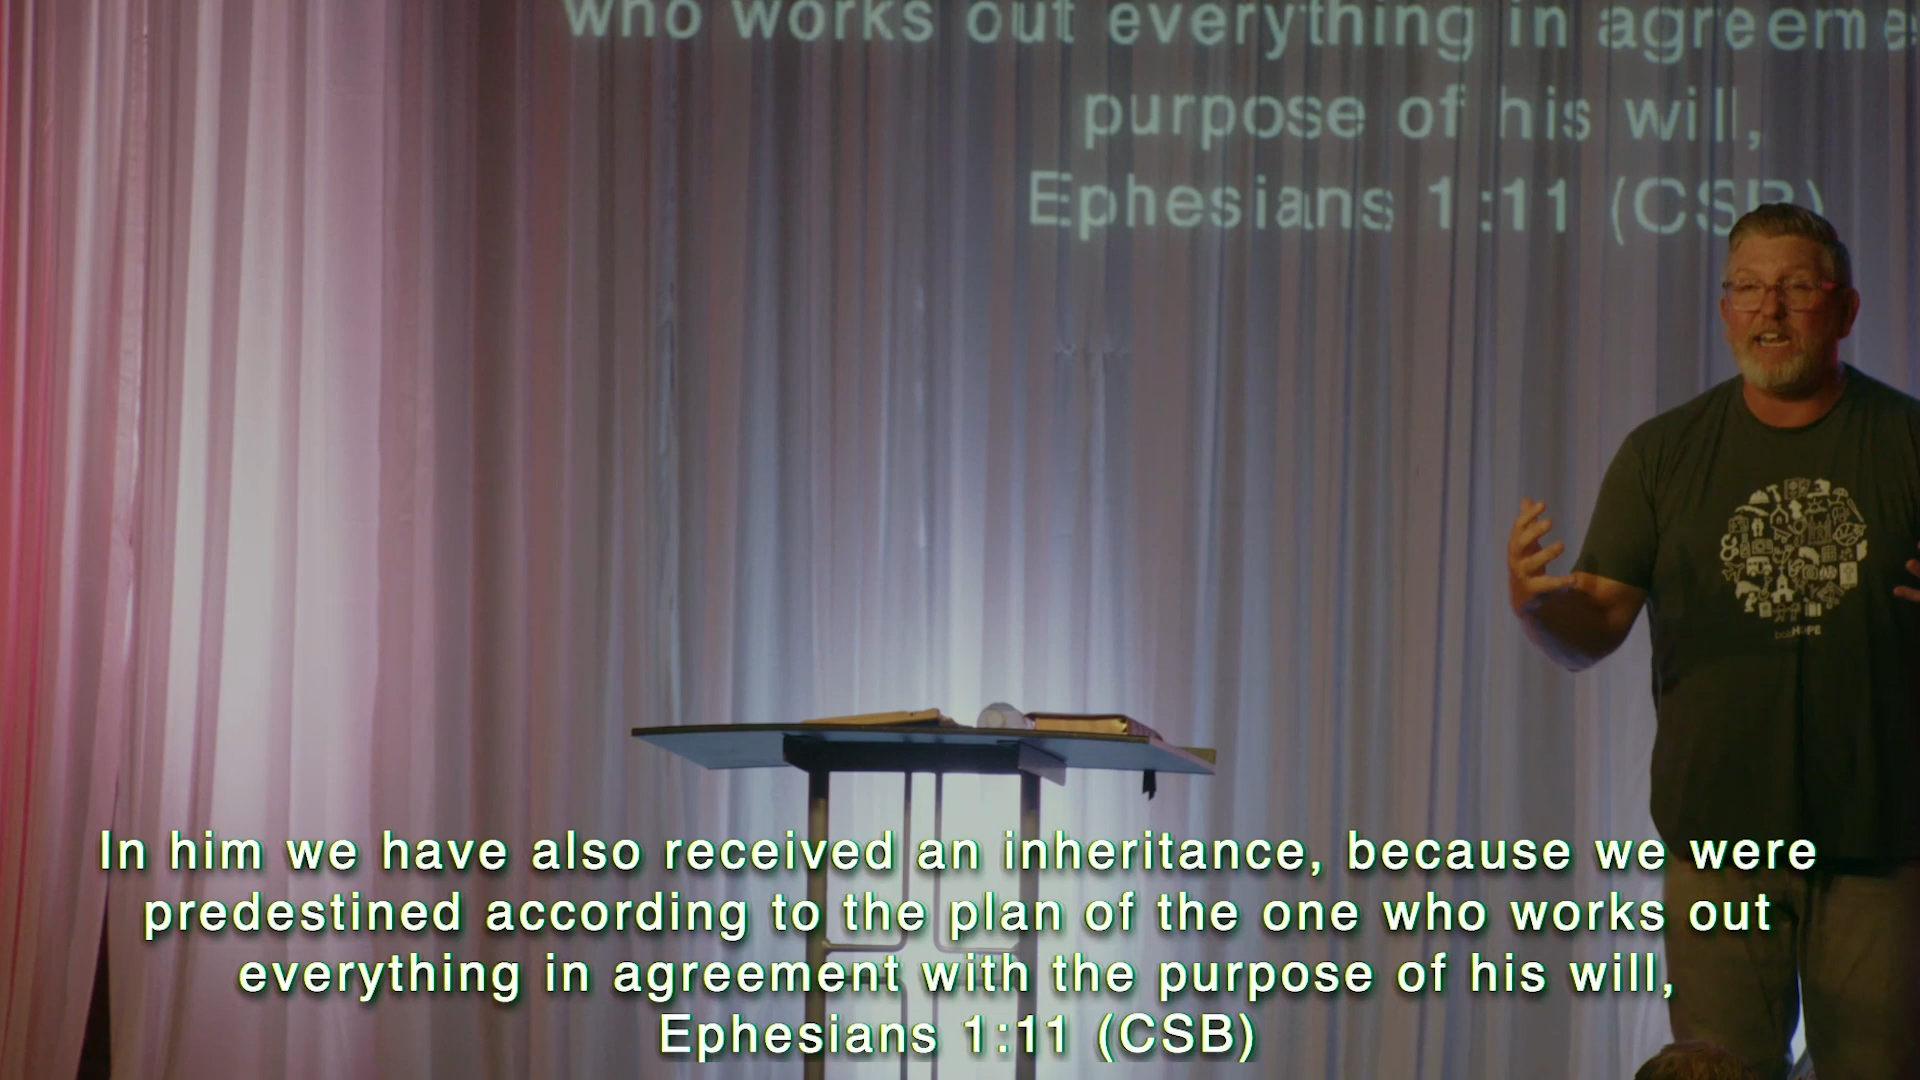 who works out everything in
purpose of his will,
Ephesians 1:11 (CSB)
HOPE
In him we have also received an inheritance, because we were
predestined according to the plan of the one who works out
everything in agreement with the purpose of his will,
Ephesians 1:11 (CSB)